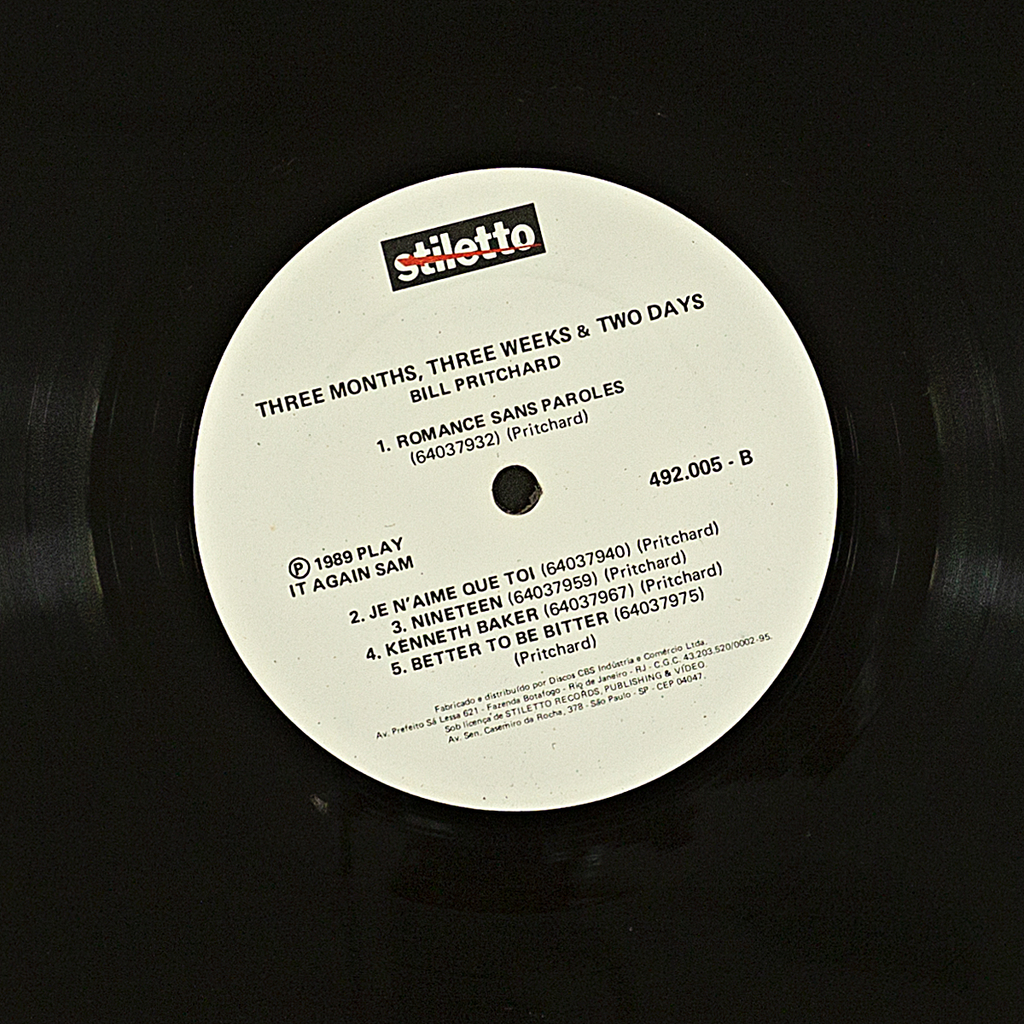 stiletto
THREE MONTHS, THREE WEEKS & TWO DAYS
BILL PRITCHARD
1. ROMANCE SANS PAROLES
(64037932) (Pritchard)
492.005 - B
℗ 1989 PLAY
IT AGAIN SAM
2. JE N'AIME QUE TOI (64037940) (Pritchard)
3. NINETEEN (64037959) (Pritchard)
4. KENNETH BAKER (64037967) (Pritchard)
5. BETTER TO BE BITTER (64037975)
(Pritchard)
Fabricado e distribuído por Discos CBS Indústria e Comércio Ltda.
Av. Prefeito Sá Lessa 621 - Fazenda Botafogo - Rio de Janeiro - RJ - C.G.C. 43.203.520/0002-95.
Sob licença de STILETTO RECORDS, PUBLISHING & VÍDEO.
Av. Sen. Casemiro da Rocha, 378 - São Paulo - SP - CEP 04047.